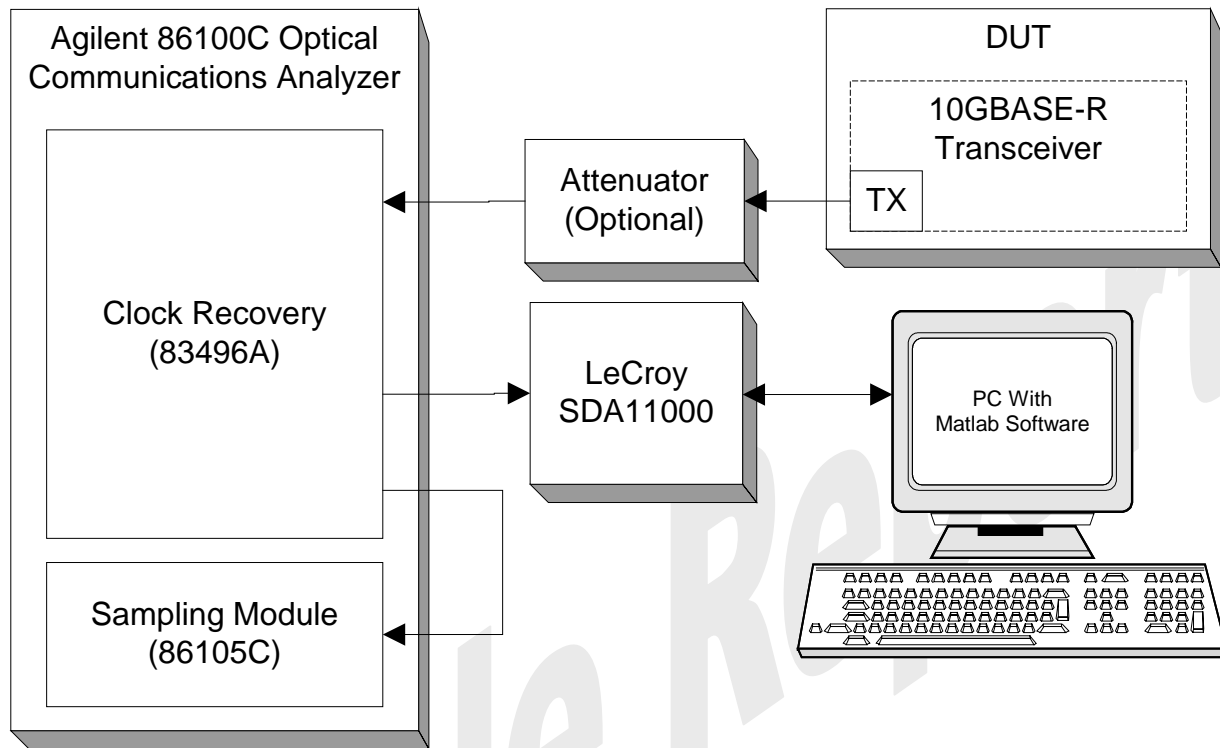 Agilent 86100C Optical
Communications Analyzer
Clock Recovery
(83496A)
Sampling Module
(86105C)
Attenuator
(Optional)
DUT
10GBASE-R
Transceiver
TX
LeCroy
SDA11000
PC With
Matlab Software